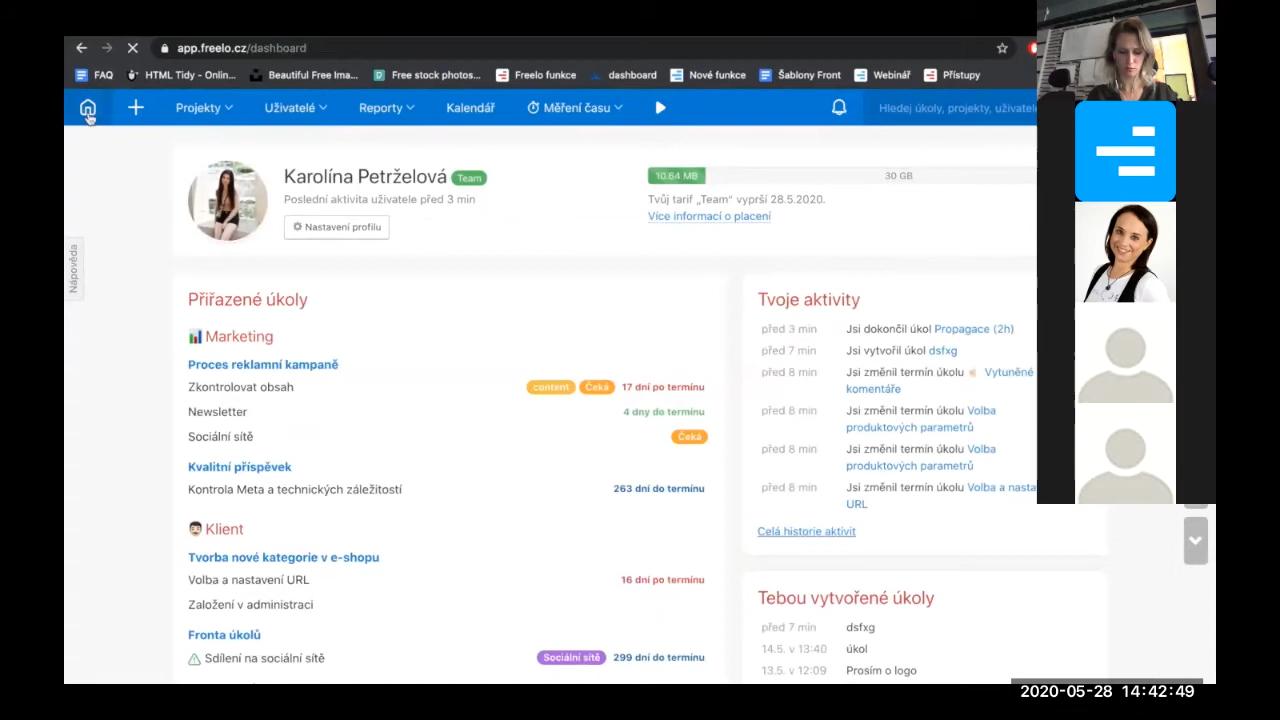 app.freelo.cz/dashboard
FAQ
HTML Tidy - Onlin...
Beautiful Free Ima...
Free stock photos...
Freelo funkce
dashboard
Nové funkce
Šablony Front
Webinář
Přístupy
Projekty
Uživatelé
Reporty
Kalendář
Měření času
Hledej úkoly, projekty, uživatele
Karolína Petrželová Team
Poslední aktivita uživatele před 3 min
Nastavení profilu
10.64 MB
30 GB
Tvůj tarif „Team“ vyprší 28.5.2020.
Více informací o placení
Nápověda
Přiřazené úkoly
Marketing
Proces reklamní kampaně
Zkontrolovat obsah content Čeká 17 dní po termínu
Newsletter 4 dny do termínu
Sociální sítě Čeká
Kvalitní příspěvek
Kontrola Meta a technických záležitostí 263 dní do termínu
Klient
Tvorba nové kategorie v e-shopu
Volba a nastavení URL 16 dní po termínu
Založení v administraci
Fronta úkolů
Sdílení na sociální sítě Sociální sítě 299 dní do termínu
Tvoje aktivity
před 3 min Jsi dokončil úkol Propagace (2h)
před 7 min Jsi vytvořil úkol dsfxg
před 8 min Jsi změnil termín úkolu Vytuněné
komentáře
před 8 min Jsi změnil termín úkolu Volba
produktových parametrů
před 8 min Jsi změnil termín úkolu Volba
produktových parametrů
před 8 min Jsi změnil termín úkolu Volba a nasta
URL
Celá historie aktivit
Tebou vytvořené úkoly
před 7 min dsfxg
14.5. v 13:40 úkol
13.5. v 12:09 Prosím o logo
2020-05-28 14:42:49